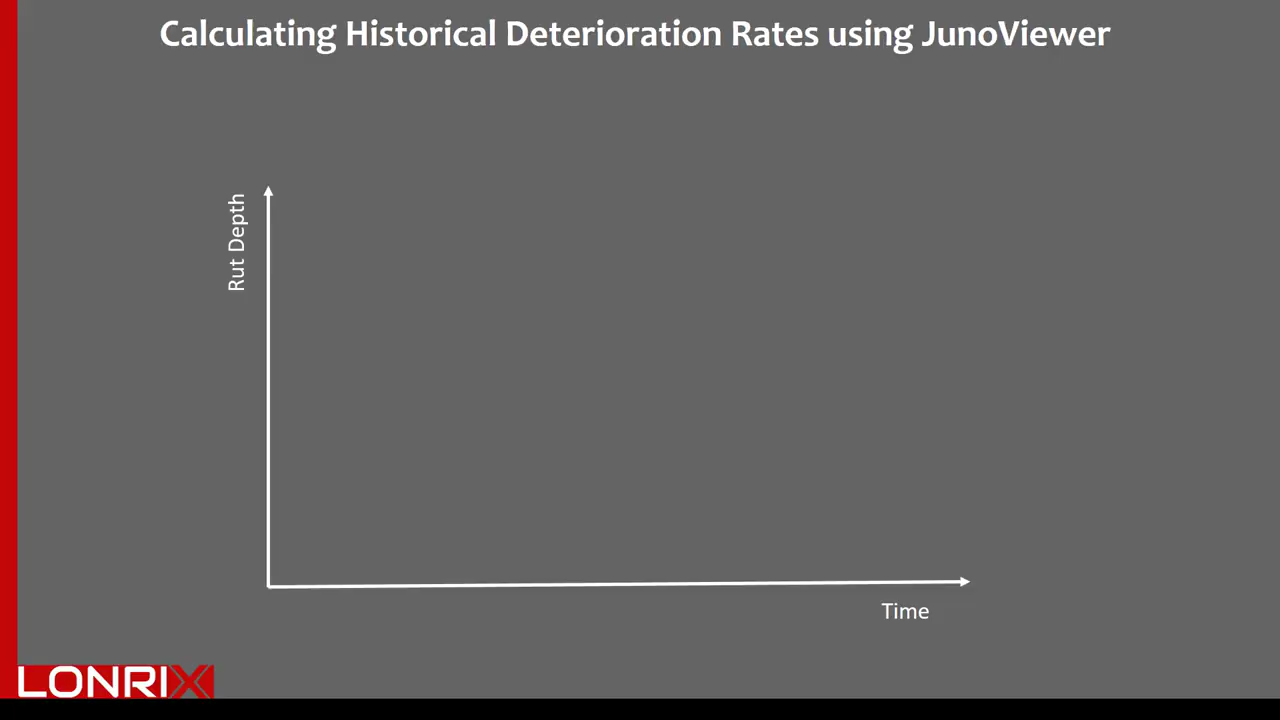 Calculating Historical Deterioration Rates using JunoViewer
Rut Depth
Time
LONRIX